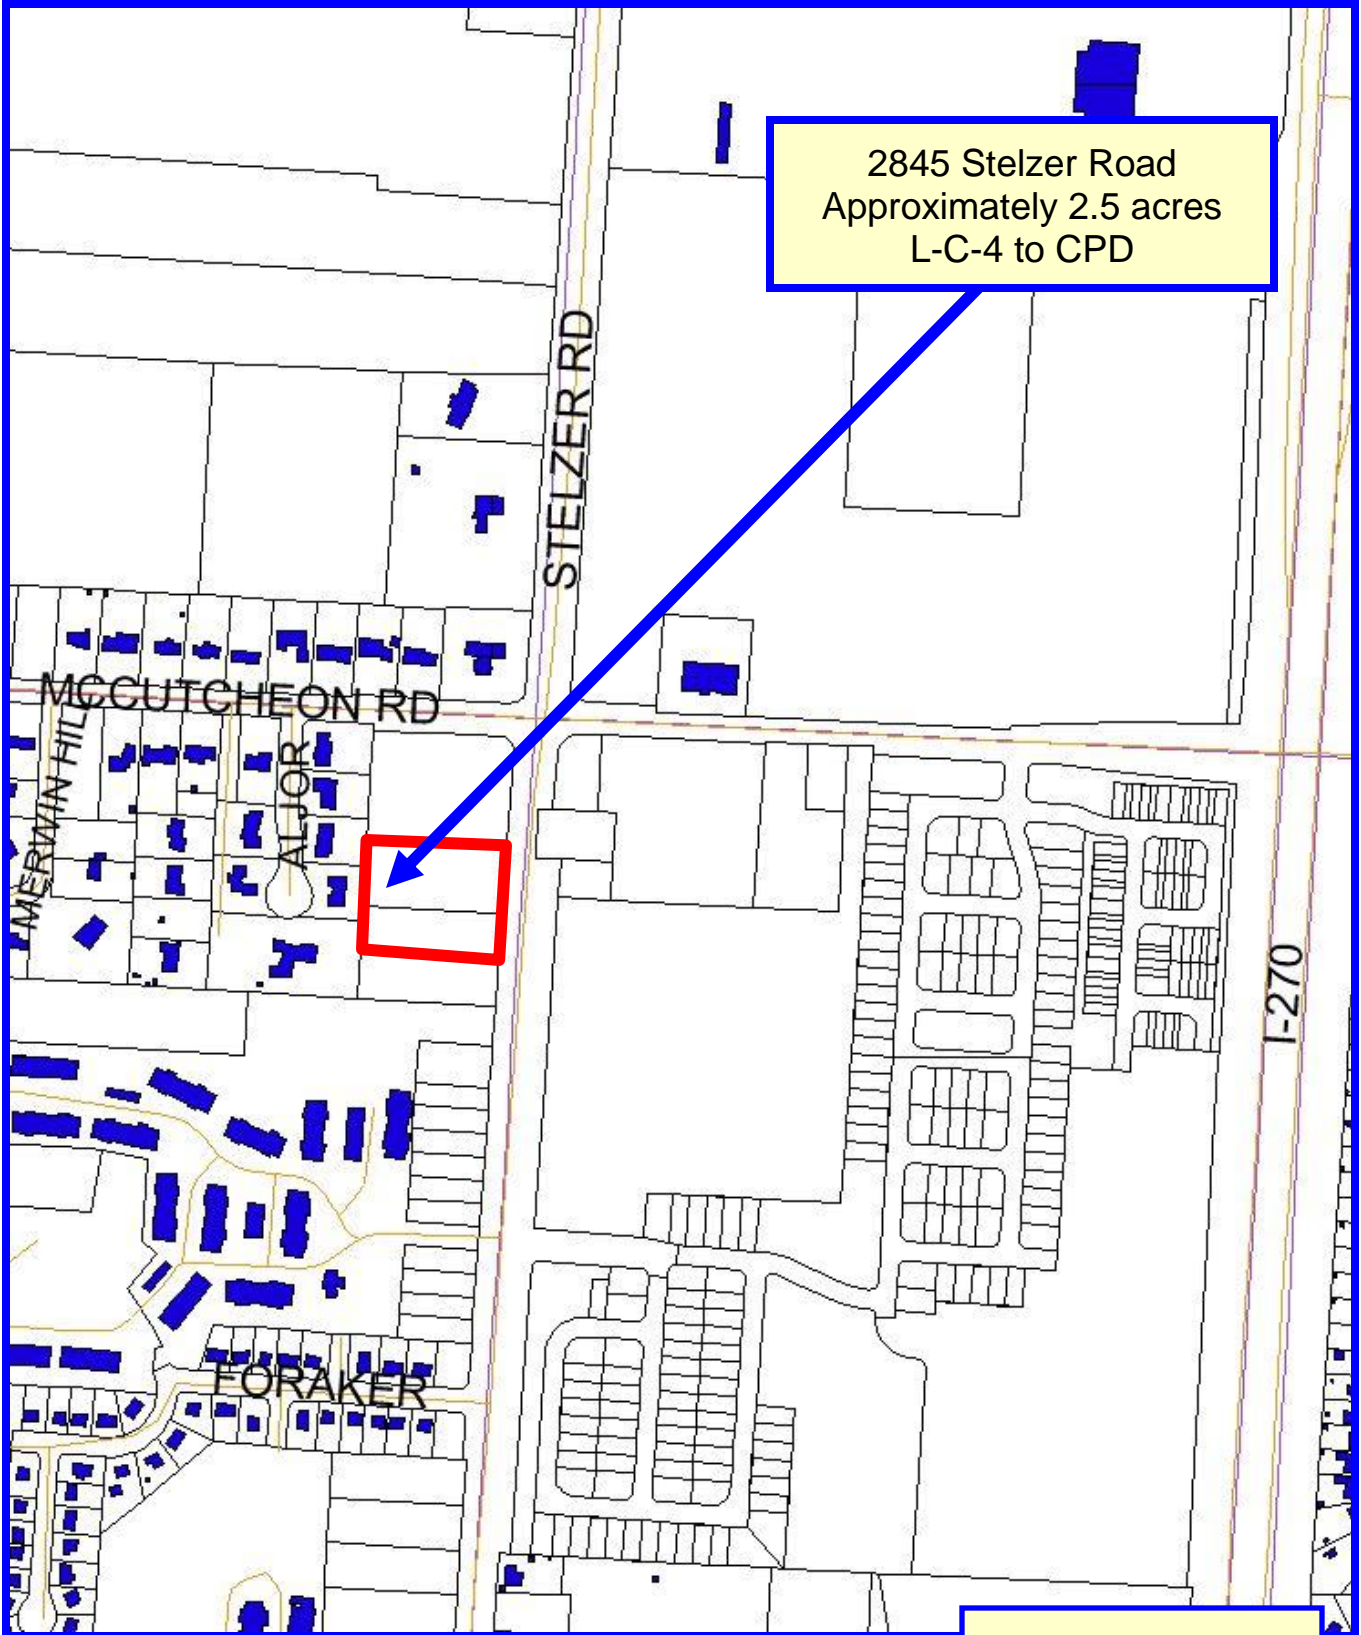 2845 Stelzer Road
Approximately 2.5 acres
L-C-4 to CPD
STELZER RD
MCCUTCHEON RD
MERWIN HILL
ALJOR
I-270
FORAKER